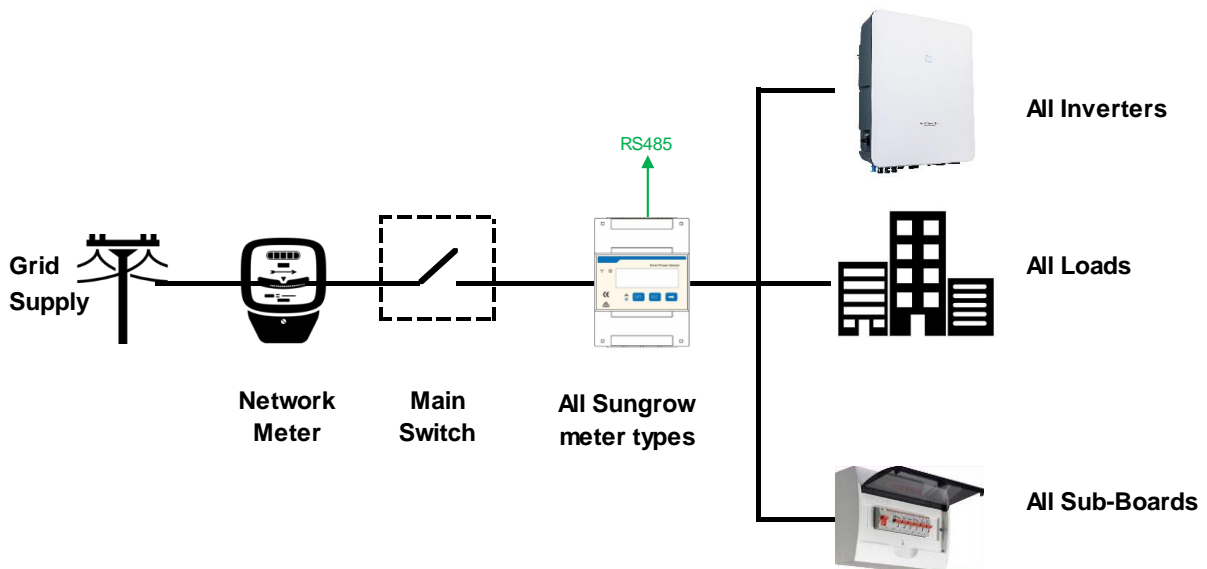 RS485
All Inverters
Grid
Supply
All Loads
Network
Meter
Main
Switch
All Sungrow
meter types
All Sub-Boards